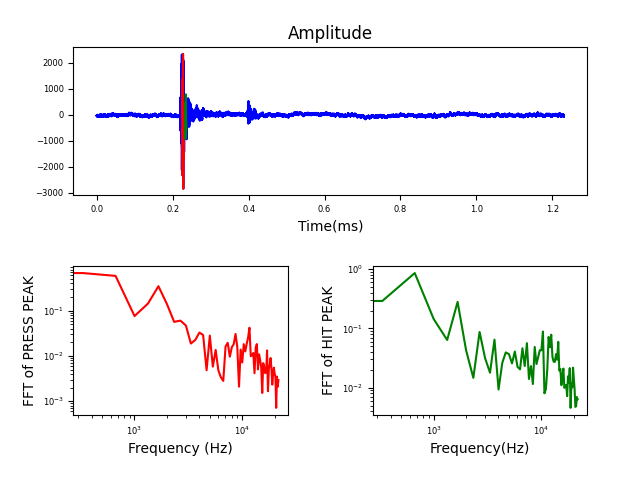 Amplitude
2000
1000
0
−1000
−2000
−3000
0.0 0.2 0.4 0.6 0.8 1.0 1.2
Time(ms)
FFT of PRESS PEAK
10⁻¹
10⁻²
10⁻³
10³ 10⁴
Frequency (Hz)
FFT of HIT PEAK
10⁰
10⁻¹
10⁻²
10³ 10⁴
Frequency(Hz)